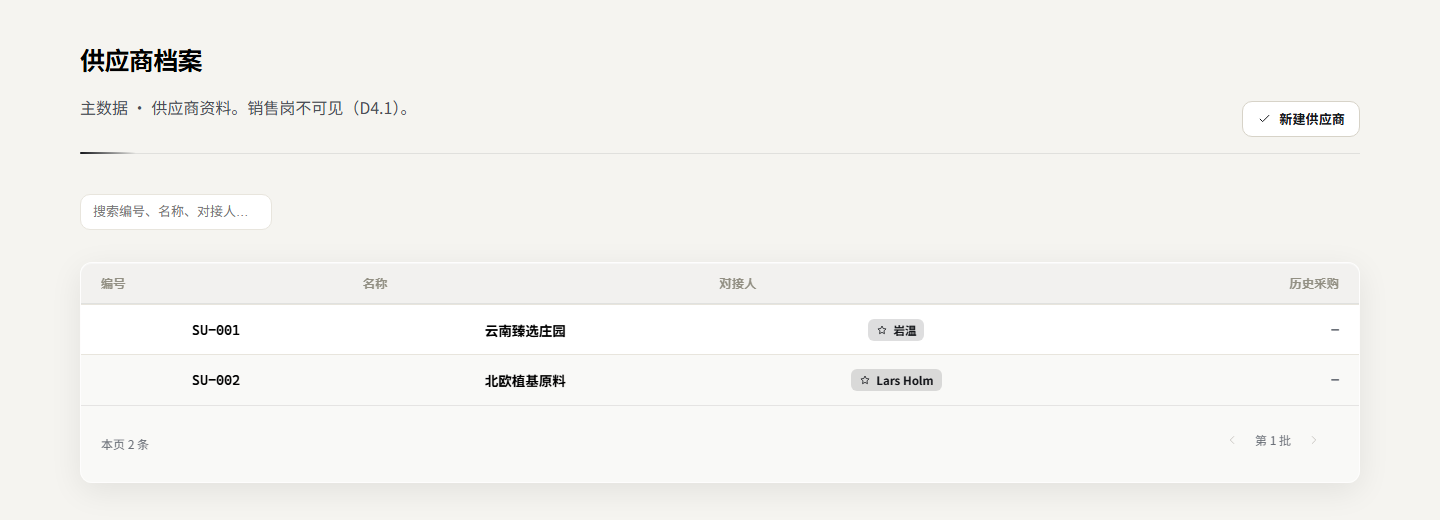 供应商档案
主数据 · 供应商资料。销售岗不可见（D4.1）。
新建供应商
搜索编号、名称、对接人…
编号 名称 对接人 历史采购
SU-001 云南臻选庄园 岩温 —
SU-002 北欧植基原料 Lars Holm —
本页 2 条 第 1 批